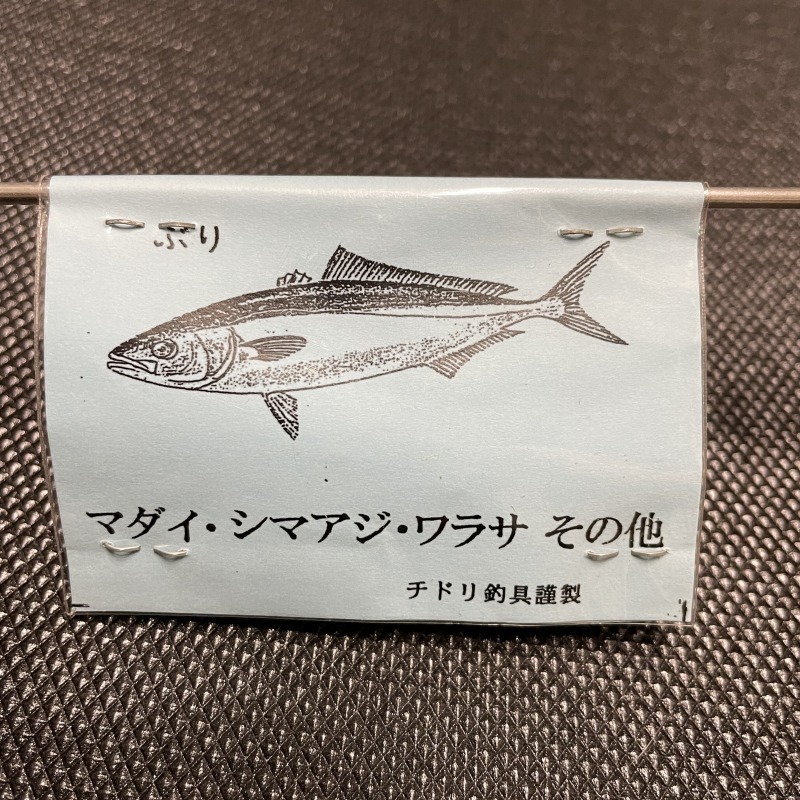 ぶり
マダイ・シマアジ・ワラサ その他
チドリ釣具謹製